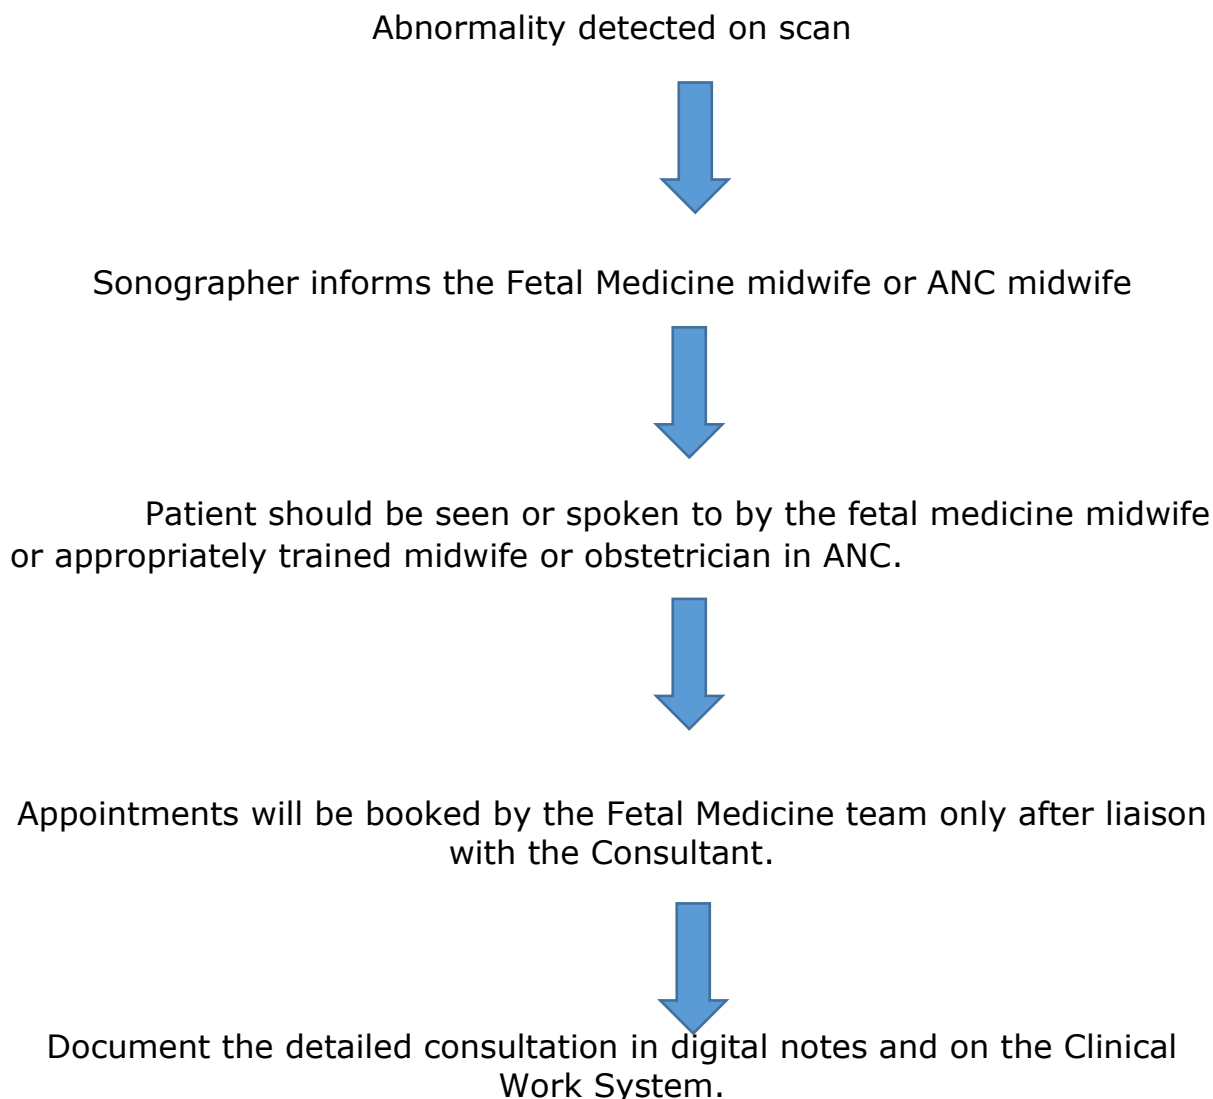 Abnormality detected on scan
Sonographer informs the Fetal Medicine midwife or ANC midwife
Patient should be seen or spoken to by the fetal medicine midwife
or appropriately trained midwife or obstetrician in ANC.
Appointments will be booked by the Fetal Medicine team only after liaison
with the Consultant.
Document the detailed consultation in digital notes and on the Clinical
Work System.